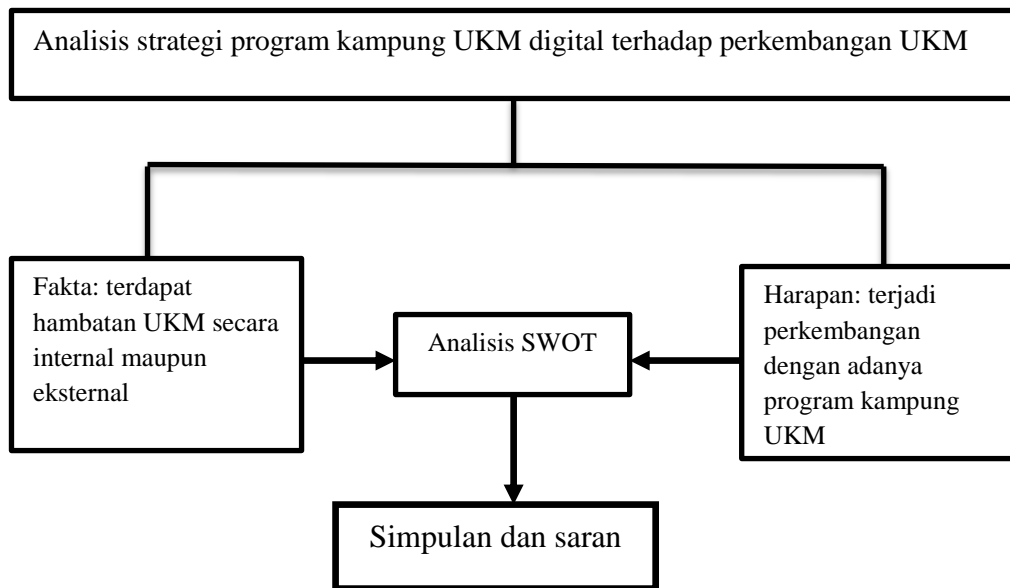 Analisis strategi program kampung UKM digital terhadap perkembangan UKM
Fakta: terdapat
hambatan UKM secara
internal maupun
eksternal
Analisis SWOT
Harapan: terjadi
perkembangan
dengan adanya
program kampung
UKM
Simpulan dan saran